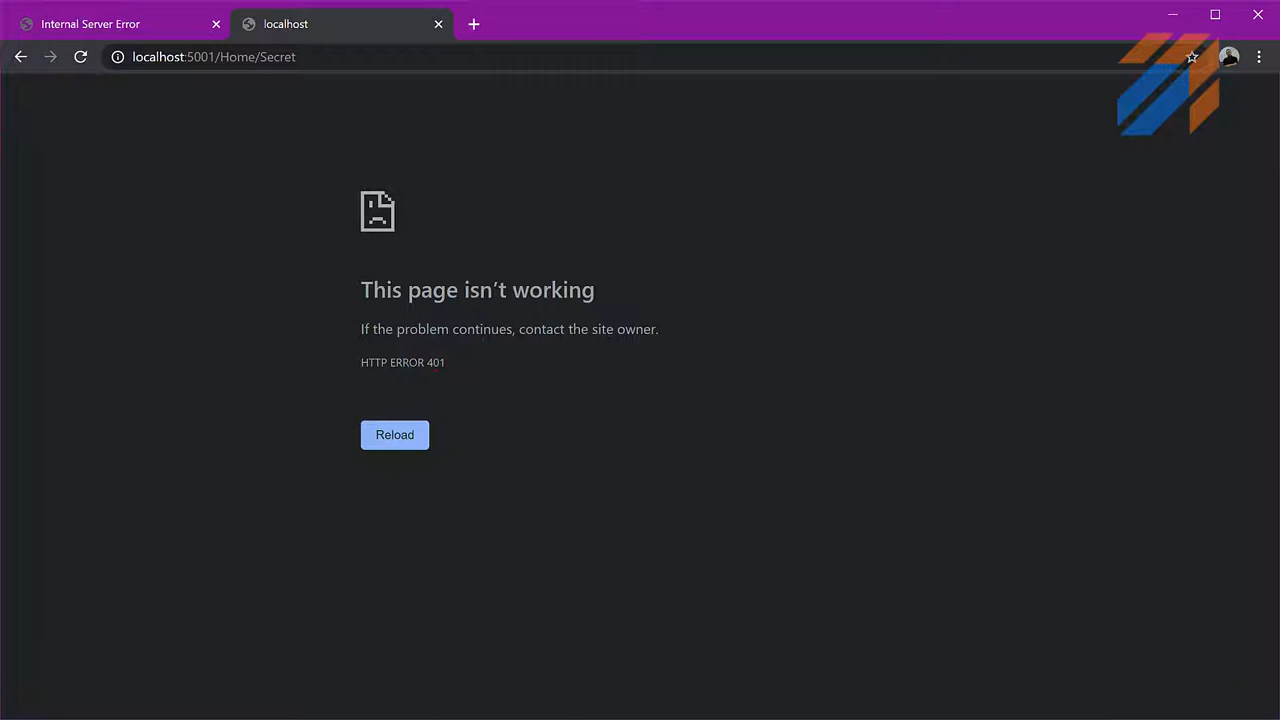 Internal Server Error
localhost
localhost:5001/Home/Secret
This page isn’t working
If the problem continues, contact the site owner.
HTTP ERROR 401
Reload